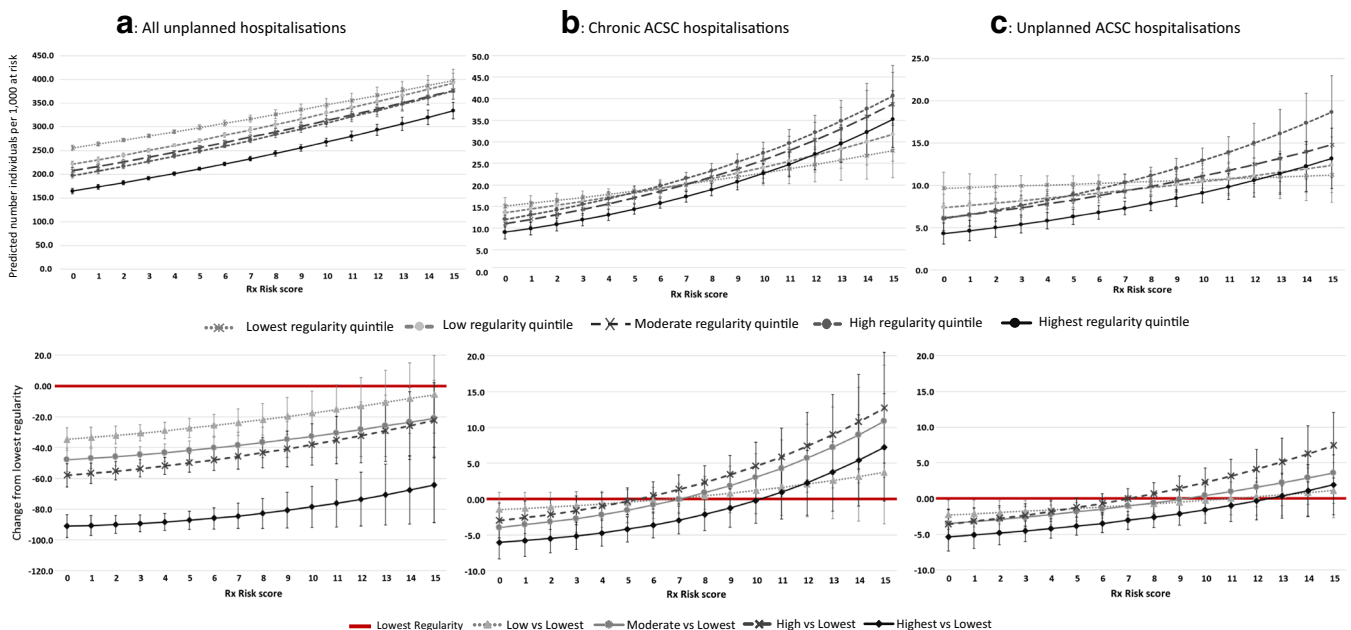 a: All unplanned hospitalisations
b: Chronic ACSC hospitalisations
c: Unplanned ACSC hospitalisations
Predicted number individuals per 1,000 at risk
450.0
400.0
350.0
300.0
250.0
200.0
150.0
100.0
50.0
0.0
0 1 2 3 4 5 6 7 8 9 10 11 12 13 14 15
Rx Risk score
50.0
45.0
40.0
35.0
30.0
25.0
20.0
15.0
10.0
5.0
0.0
0 1 2 3 4 5 6 7 8 9 10 11 12 13 14 15
Rx Risk score
25.0
20.0
15.0
10.0
5.0
0.0
0 1 2 3 4 5 6 7 8 9 10 11 12 13 14 15
Rx Risk score
Lowest regularity quintile Low regularity quintile Moderate regularity quintile High regularity quintile Highest regularity quintile
Change from lowest regularity
20.0
0.00
-20.0
-40.0
-60.0
-80.0
-100.0
-120.0
0 1 2 3 4 5 6 7 8 9 10 11 12 13 14 15
Rx Risk score
20.0
15.0
10.0
5.0
0.00
-5.0
-10.0
0 1 2 3 4 5 6 7 8 9 10 11 12 13 14 15
Rx Risk score
20.0
15.0
10.0
5.0
0.00
-5.0
-10.0
0 1 2 3 4 5 6 7 8 9 10 11 12 13 14 15
Rx Risk score
Lowest Regularity Low vs Lowest Moderate vs Lowest High vs Lowest Highest vs Lowest